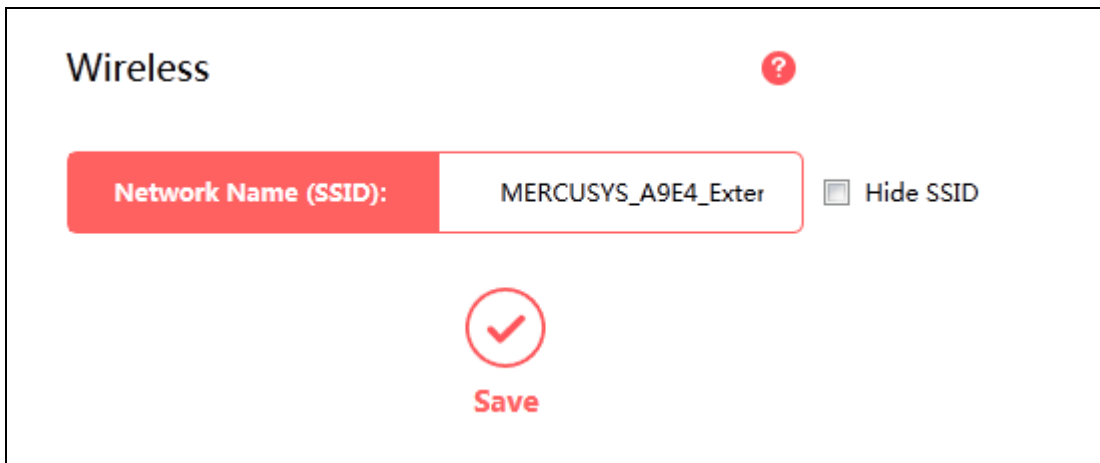 Wireless
?
Network Name (SSID): MERCUSYS_A9E4_Exter Hide SSID
Save